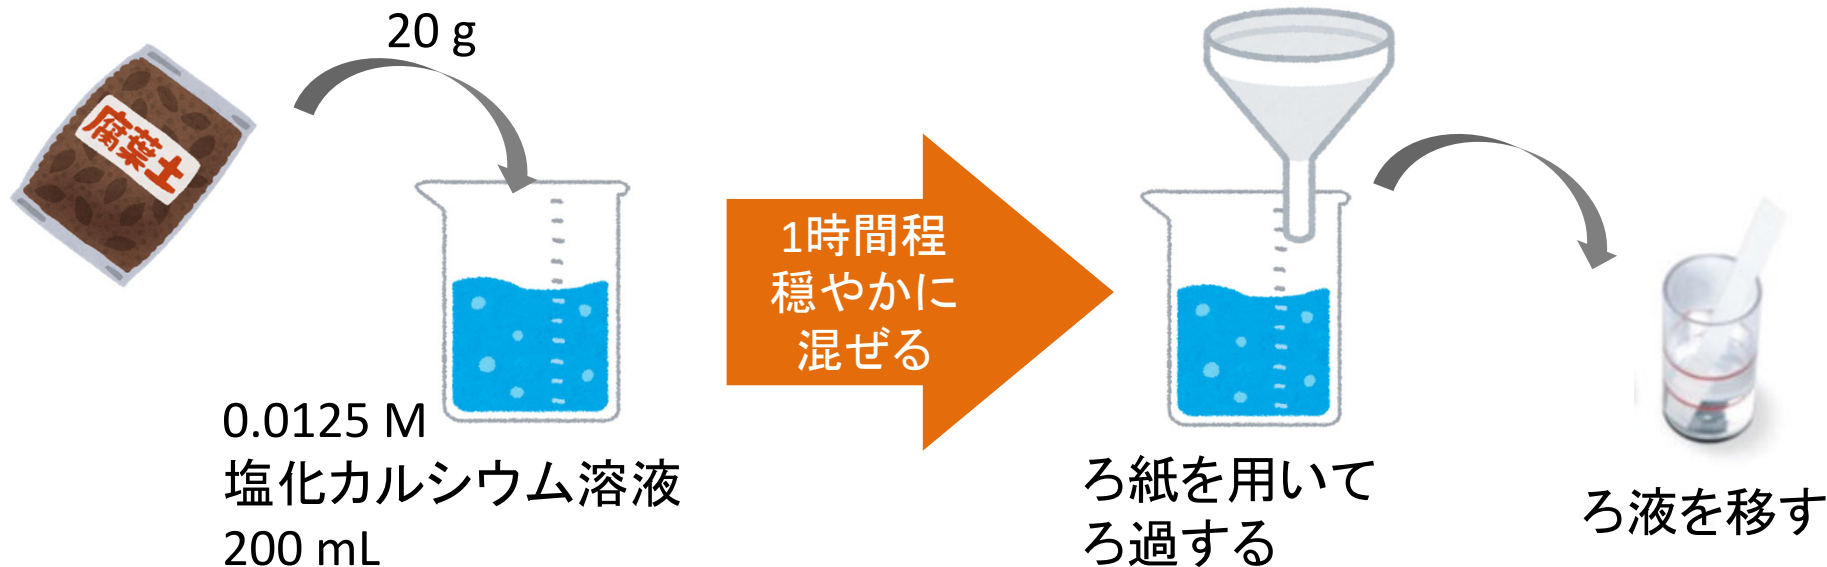 20 g
腐葉土
0.0125 M
塩化カルシウム溶液
200 mL
1時間程
穏やかに
混ぜる
ろ紙を用いて
ろ過する
ろ液を移す